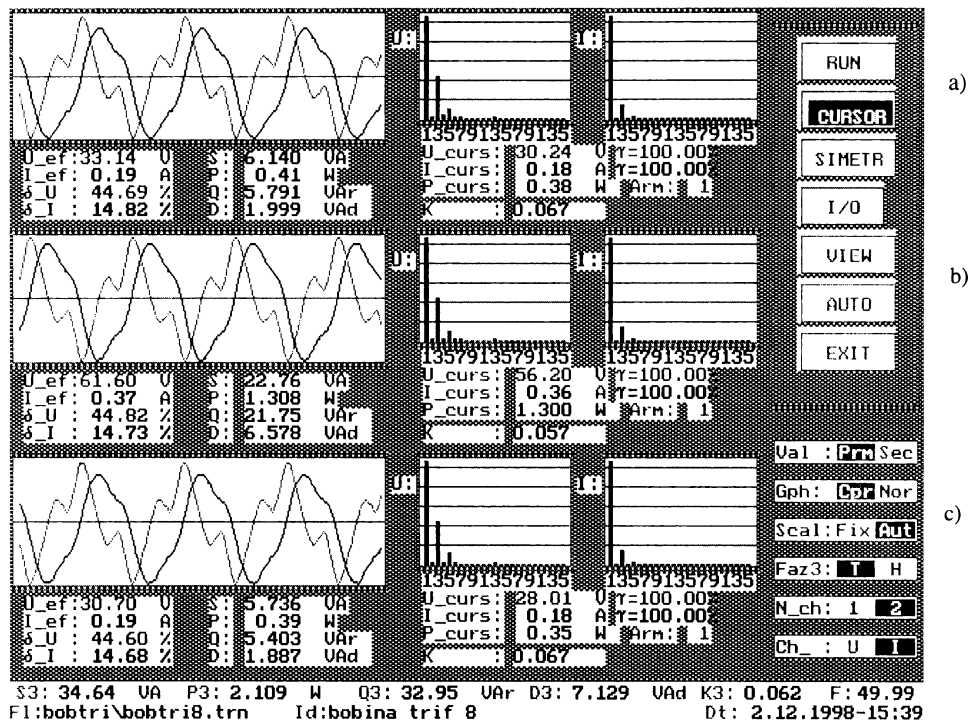 U: I:
1357913579135 1357913579135
U_ef:33.14 V S: 6.140 VA U_curs: 30.24 V γ=100.00%
I_ef: 0.19 A P: 0.41 W I_curs: 0.18 A γ=100.00%
δ_U : 44.69 % Q: 5.791 VAr P_curs: 0.38 W Arm: 1
δ_I : 14.82 % D: 1.999 VAd K : 0.067
a)
U: I:
1357913579135 1357913579135
U_ef:61.60 V S: 22.76 VA U_curs: 56.20 V γ=100.00%
I_ef: 0.37 A P: 1.308 W I_curs: 0.36 A γ=100.00%
δ_U : 44.82 % Q: 21.75 VAr P_curs: 1.300 W Arm: 1
δ_I : 14.73 % D: 6.578 VAd K : 0.057
b)
U: I:
1357913579135 1357913579135
U_ef:30.70 V S: 5.736 VA U_curs: 28.01 V γ=100.00%
I_ef: 0.19 A P: 0.39 W I_curs: 0.18 A γ=100.00%
δ_U : 44.60 % Q: 5.403 VAr P_curs: 0.35 W Arm: 1
δ_I : 14.68 % D: 1.887 VAd K : 0.067
c)
RUN
CURSOR
SIMETR
I/O
VIEW
AUTO
EXIT
Val : Prm Sec
Gph: Cpr Nor
Scal:Fix Aut
Faz3: T H
N_ch: 1 2
Ch_ : U I
S3: 34.64 VA P3: 2.109 W Q3: 32.95 VAr D3: 7.129 VAd K3: 0.062 F: 49.99
Fl:bobtri\bobtri8.trn Id:bobina trif 8 Dt: 2.12.1998-15:39